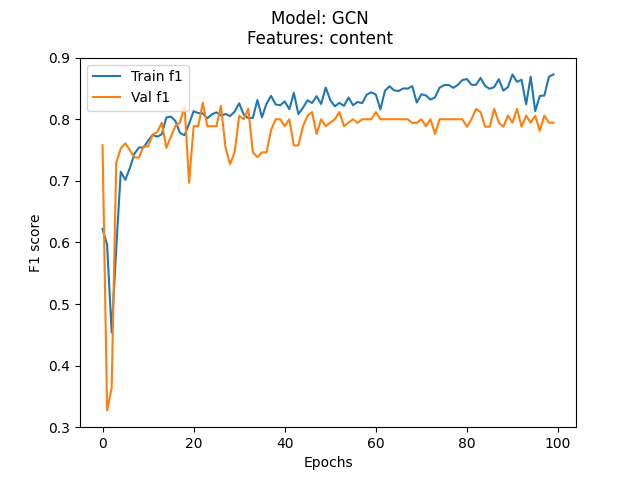 Model: GCN
Features: content
Train f1
Val f1
0.9
0.8
0.7
0.6
0.5
0.4
0.3
F1 score
0
20
40
60
80
100
Epochs